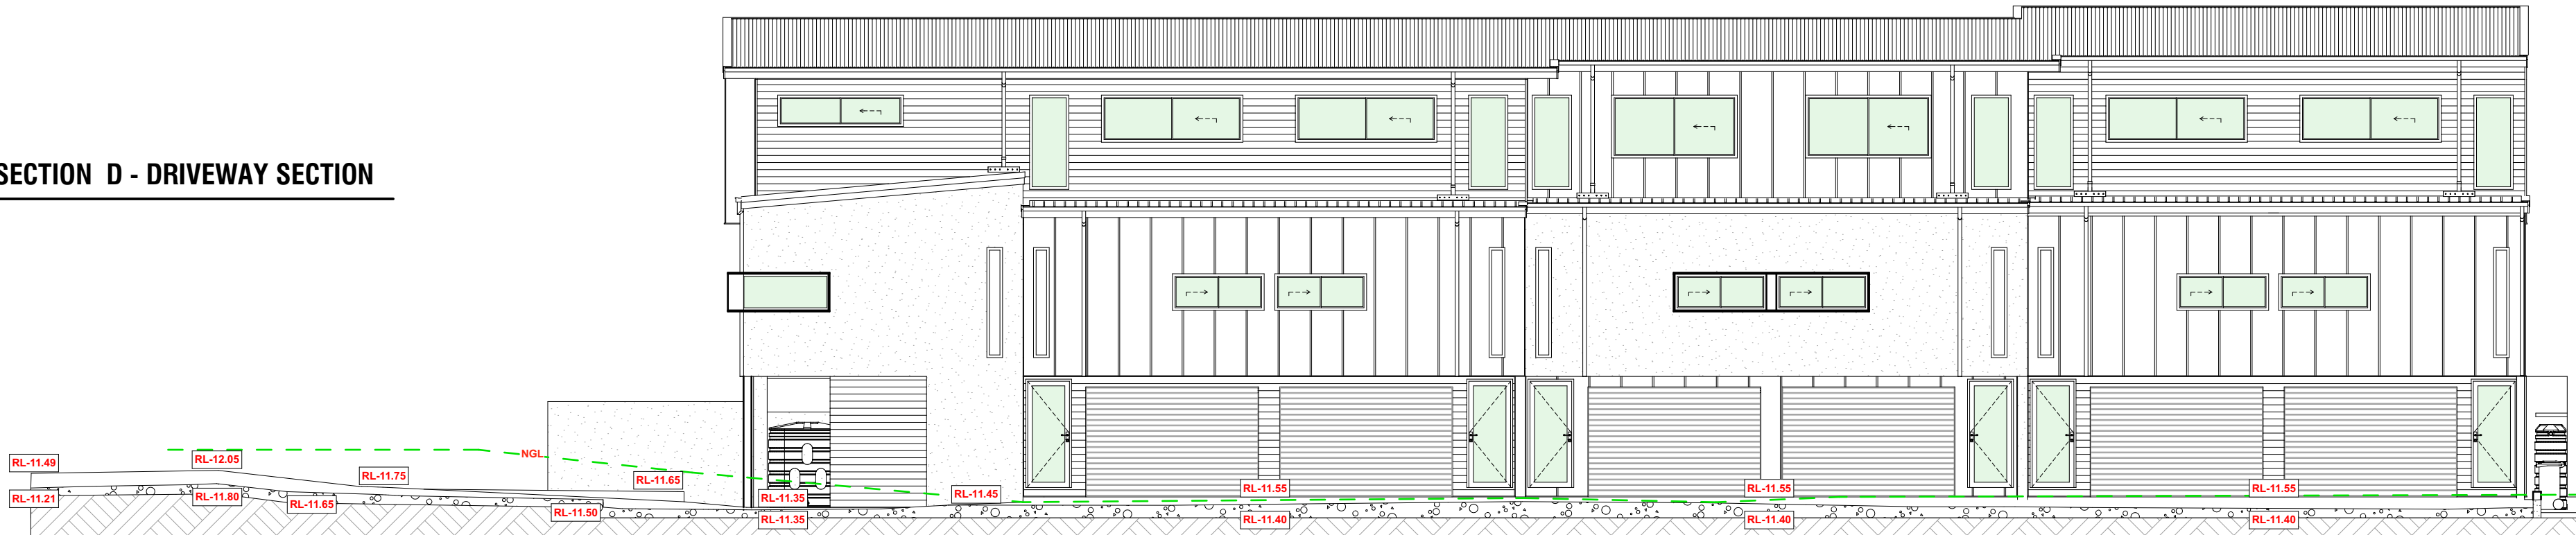 SECTION D - DRIVEWAY SECTION
NGL
RL-11.49
RL-12.05
RL-11.75
RL-11.65
RL-11.35
RL-11.45
RL-11.55
RL-11.55
RL-11.55
RL-11.21
RL-11.80
RL-11.65
RL-11.50
RL-11.35
RL-11.40
RL-11.40
RL-11.40